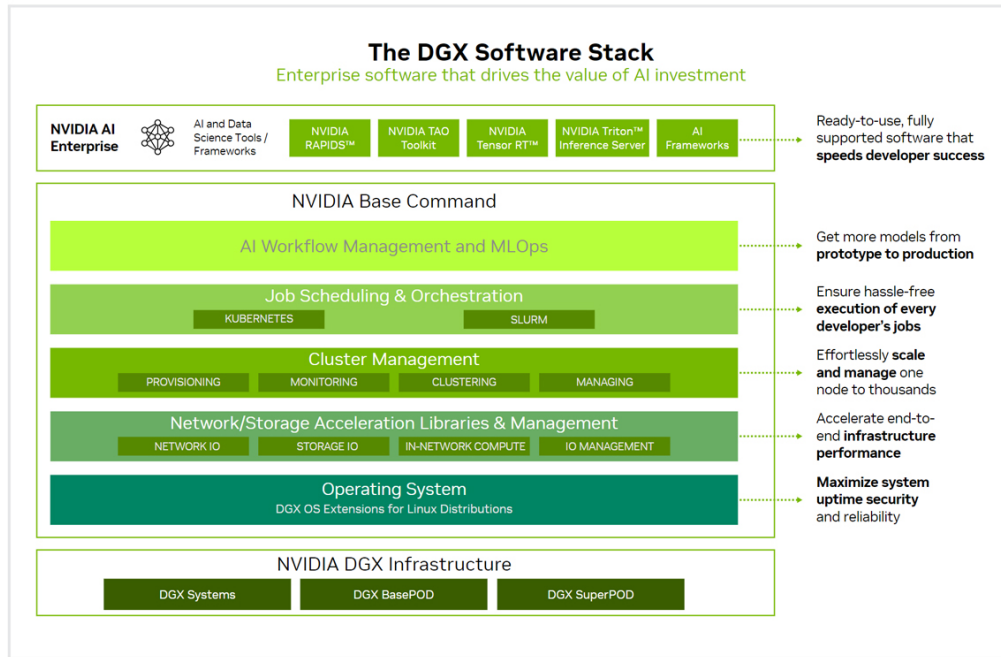 The DGX Software Stack
Enterprise software that drives the value of AI investment
NVIDIA AI
Enterprise
AI and Data
Science Tools /
Frameworks
NVIDIA
RAPIDS™
NVIDIA TAO
Toolkit
NVIDIA
Tensor RT™
NVIDIA Triton™
Inference Server
AI
Frameworks
Ready-to-use, fully
supported software that
speeds developer success
NVIDIA Base Command
AI Workflow Management and MLOps
Get more models from
prototype to production
Job Scheduling & Orchestration
KUBERNETES
SLURM
Ensure hassle-free
execution of every
developer's jobs
Cluster Management
PROVISIONING
MONITORING
CLUSTERING
MANAGING
Effortlessly scale
and manage one
node to thousands
Network/Storage Acceleration Libraries & Management
NETWORK IO
STORAGE IO
IN-NETWORK COMPUTE
IO MANAGEMENT
Accelerate end-to-
end infrastructure
performance
Operating System
DGX OS Extensions for Linux Distributions
Maximize system
uptime security
and reliability
NVIDIA DGX Infrastructure
DGX Systems
DGX BasePOD
DGX SuperPOD